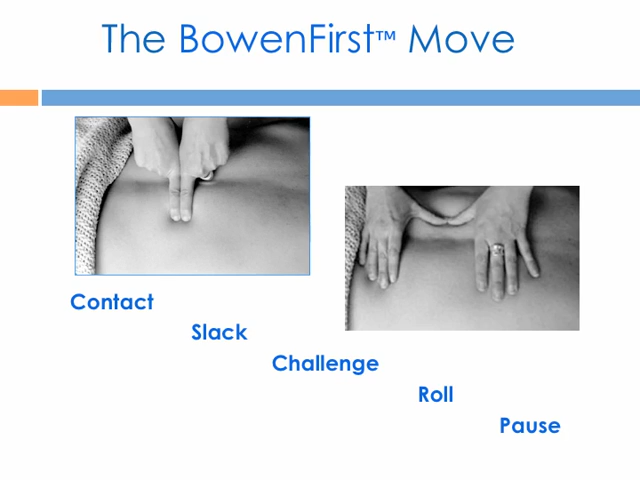 The BowenFirst™ Move
Contact
Slack
Challenge
Roll
Pause